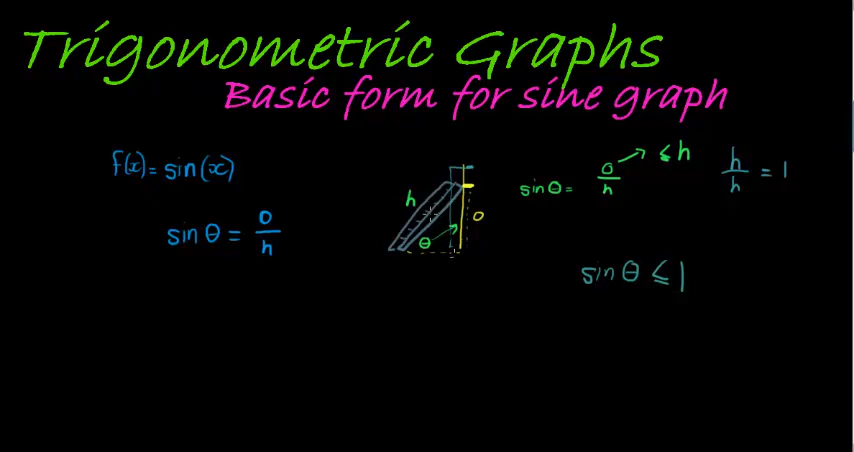 Trigonometric Graphs
Basic form for sine graph
f(x) = sin(x)
sin θ = o/h
h
θ
o
sin θ = o/h → ≤ h
h/h = 1
sin θ ≤ 1